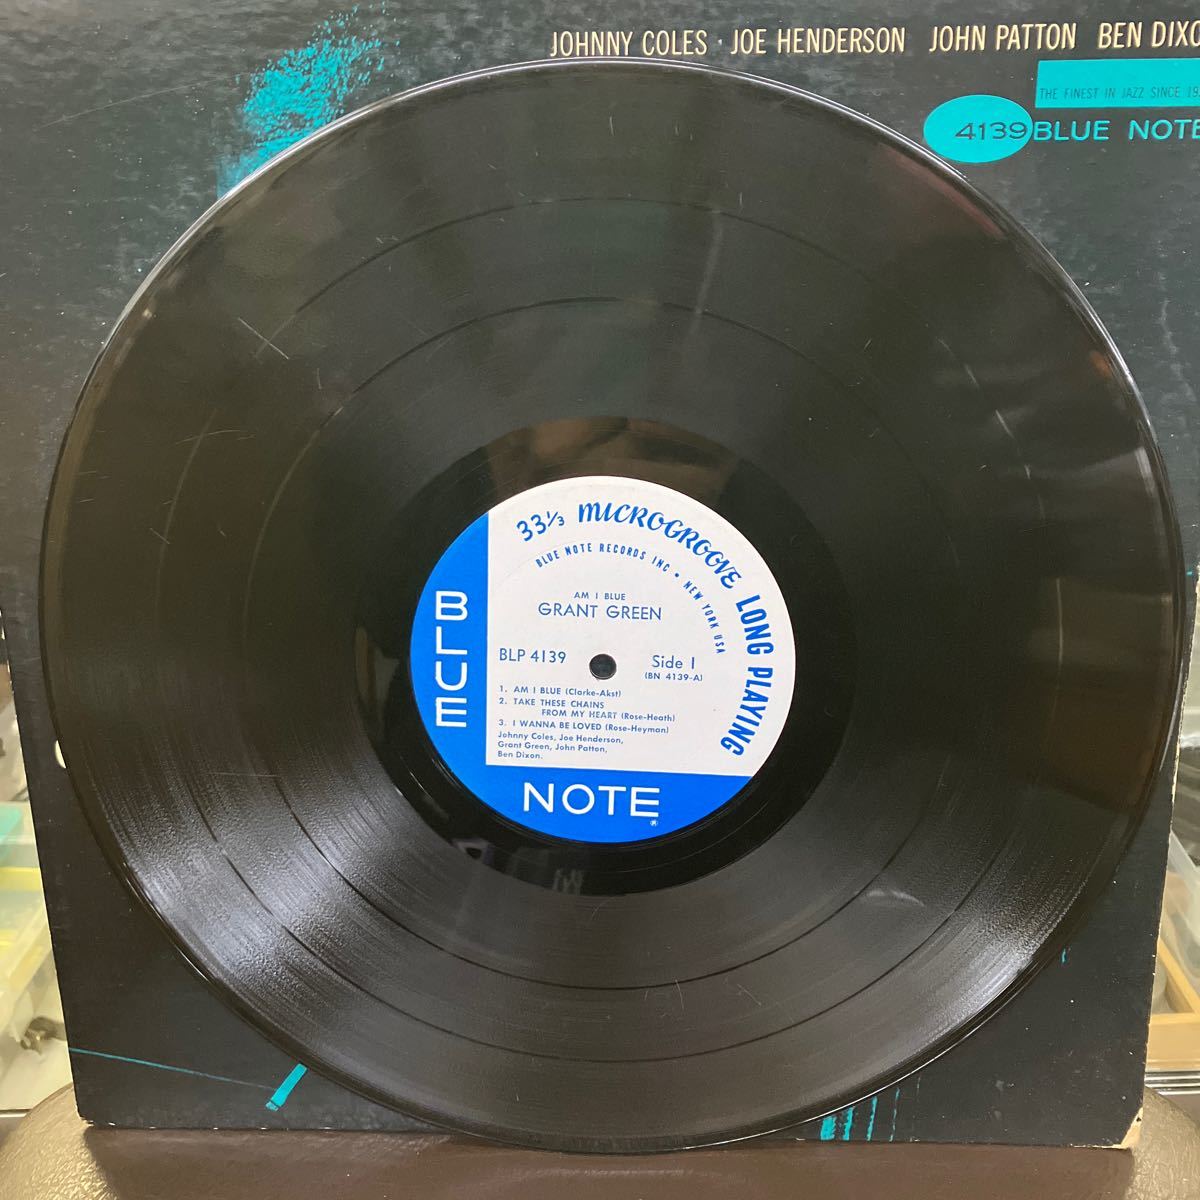 JOHNNY COLES · JOE HENDERSON JOHN PATTON BEN DIXO
THE FINEST IN JAZZ SINCE 19
4139 BLUE NOTE
33⅓ MICROGROOVE LONG PLAYING
BLUE NOTE RECORDS INC • NEW YORK USA
AM I BLUE
GRANT GREEN
BLP 4139
Side 1
(BN 4139-A)
1. AM I BLUE (Clarke-Akst)
2. TAKE THESE CHAINS
FROM MY HEART (Rose-Heath)
3. I WANNA BE LOVED (Rose-Heyman)
Johnny Coles, Joe Henderson,
Grant Green, John Patton,
Ben Dixon.
BLUE
NOTE
®